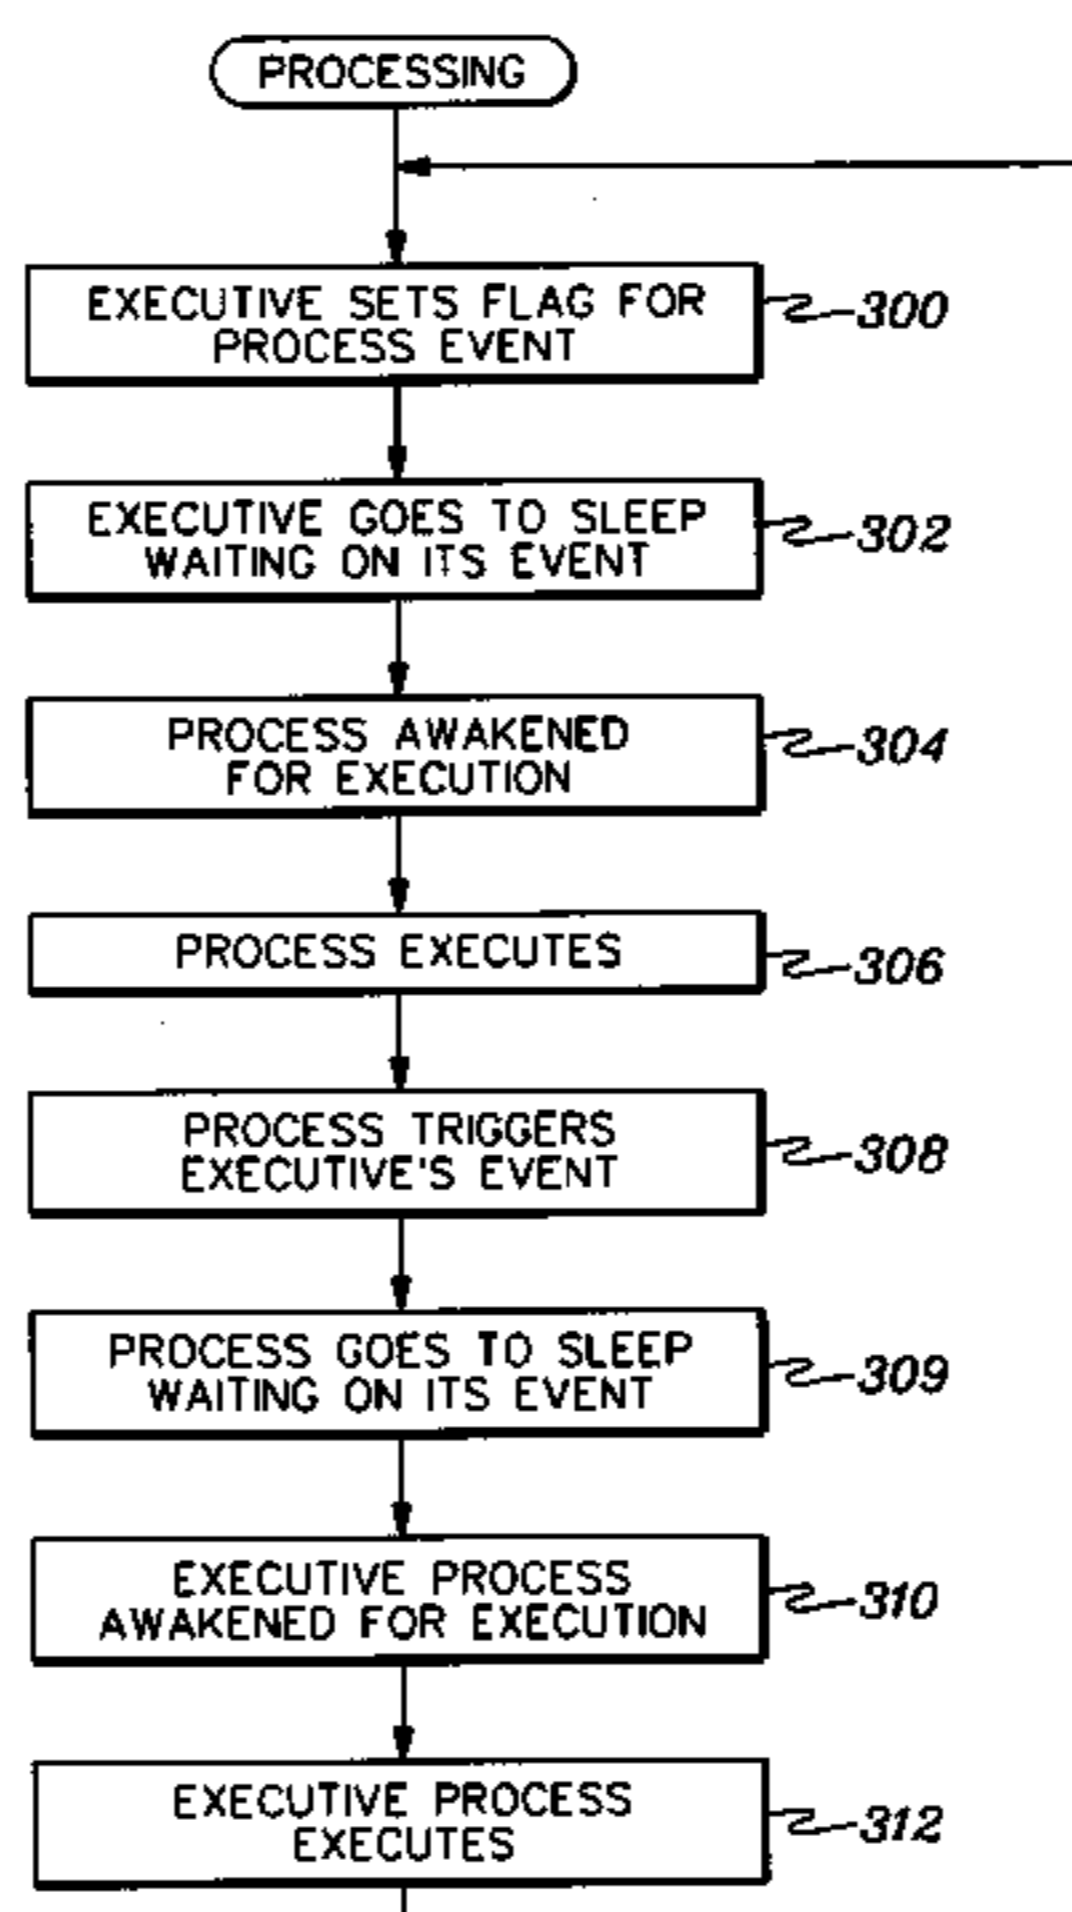 PROCESSING
EXECUTIVE SETS FLAG FOR
PROCESS EVENT
300
EXECUTIVE GOES TO SLEEP
WAITING ON ITS EVENT
302
PROCESS AWAKENED
FOR EXECUTION
304
PROCESS EXECUTES
306
PROCESS TRIGGERS
EXECUTIVE'S EVENT
308
PROCESS GOES TO SLEEP
WAITING ON ITS EVENT
309
EXECUTIVE PROCESS
AWAKENED FOR EXECUTION
310
EXECUTIVE PROCESS
EXECUTES
312